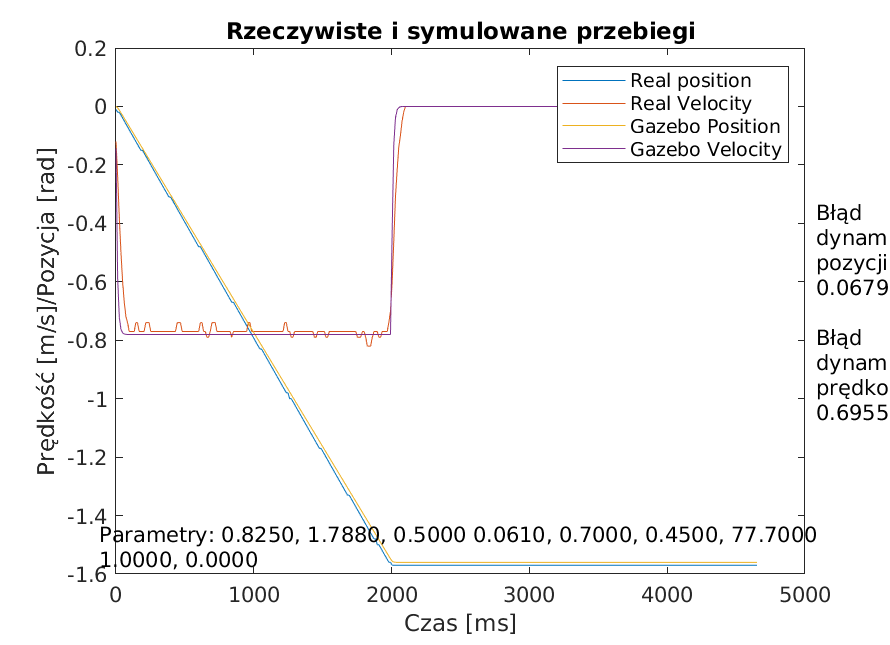 Rzeczywiste i symulowane przebiegi
Prędkość [m/s]/Pozycja [rad]
0.2
0
-0.2
-0.4
-0.6
-0.8
-1
-1.2
-1.4
-1.6
Real position
Real Velocity
Gazebo Position
Gazebo Velocity
Błąd
dynam
pozycji
0.0679
Błąd
dynam
prędko
0.6955
Parametry: 0.8250, 1.7880, 0.5000 0.0610, 0.7000, 0.4500, 77.7000
1.0000, 0.0000
0 1000 2000 3000 4000 5000
Czas [ms]